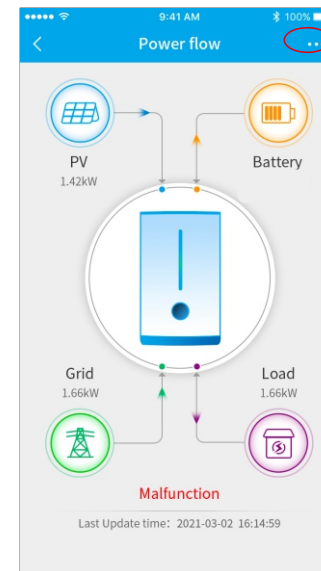 9:41 AM 100%
Power flow
PV
1.42kW
Battery
Grid
1.66kW
Load
1.66kW
Malfunction
Last Update time: 2021-03-02 16:14:59